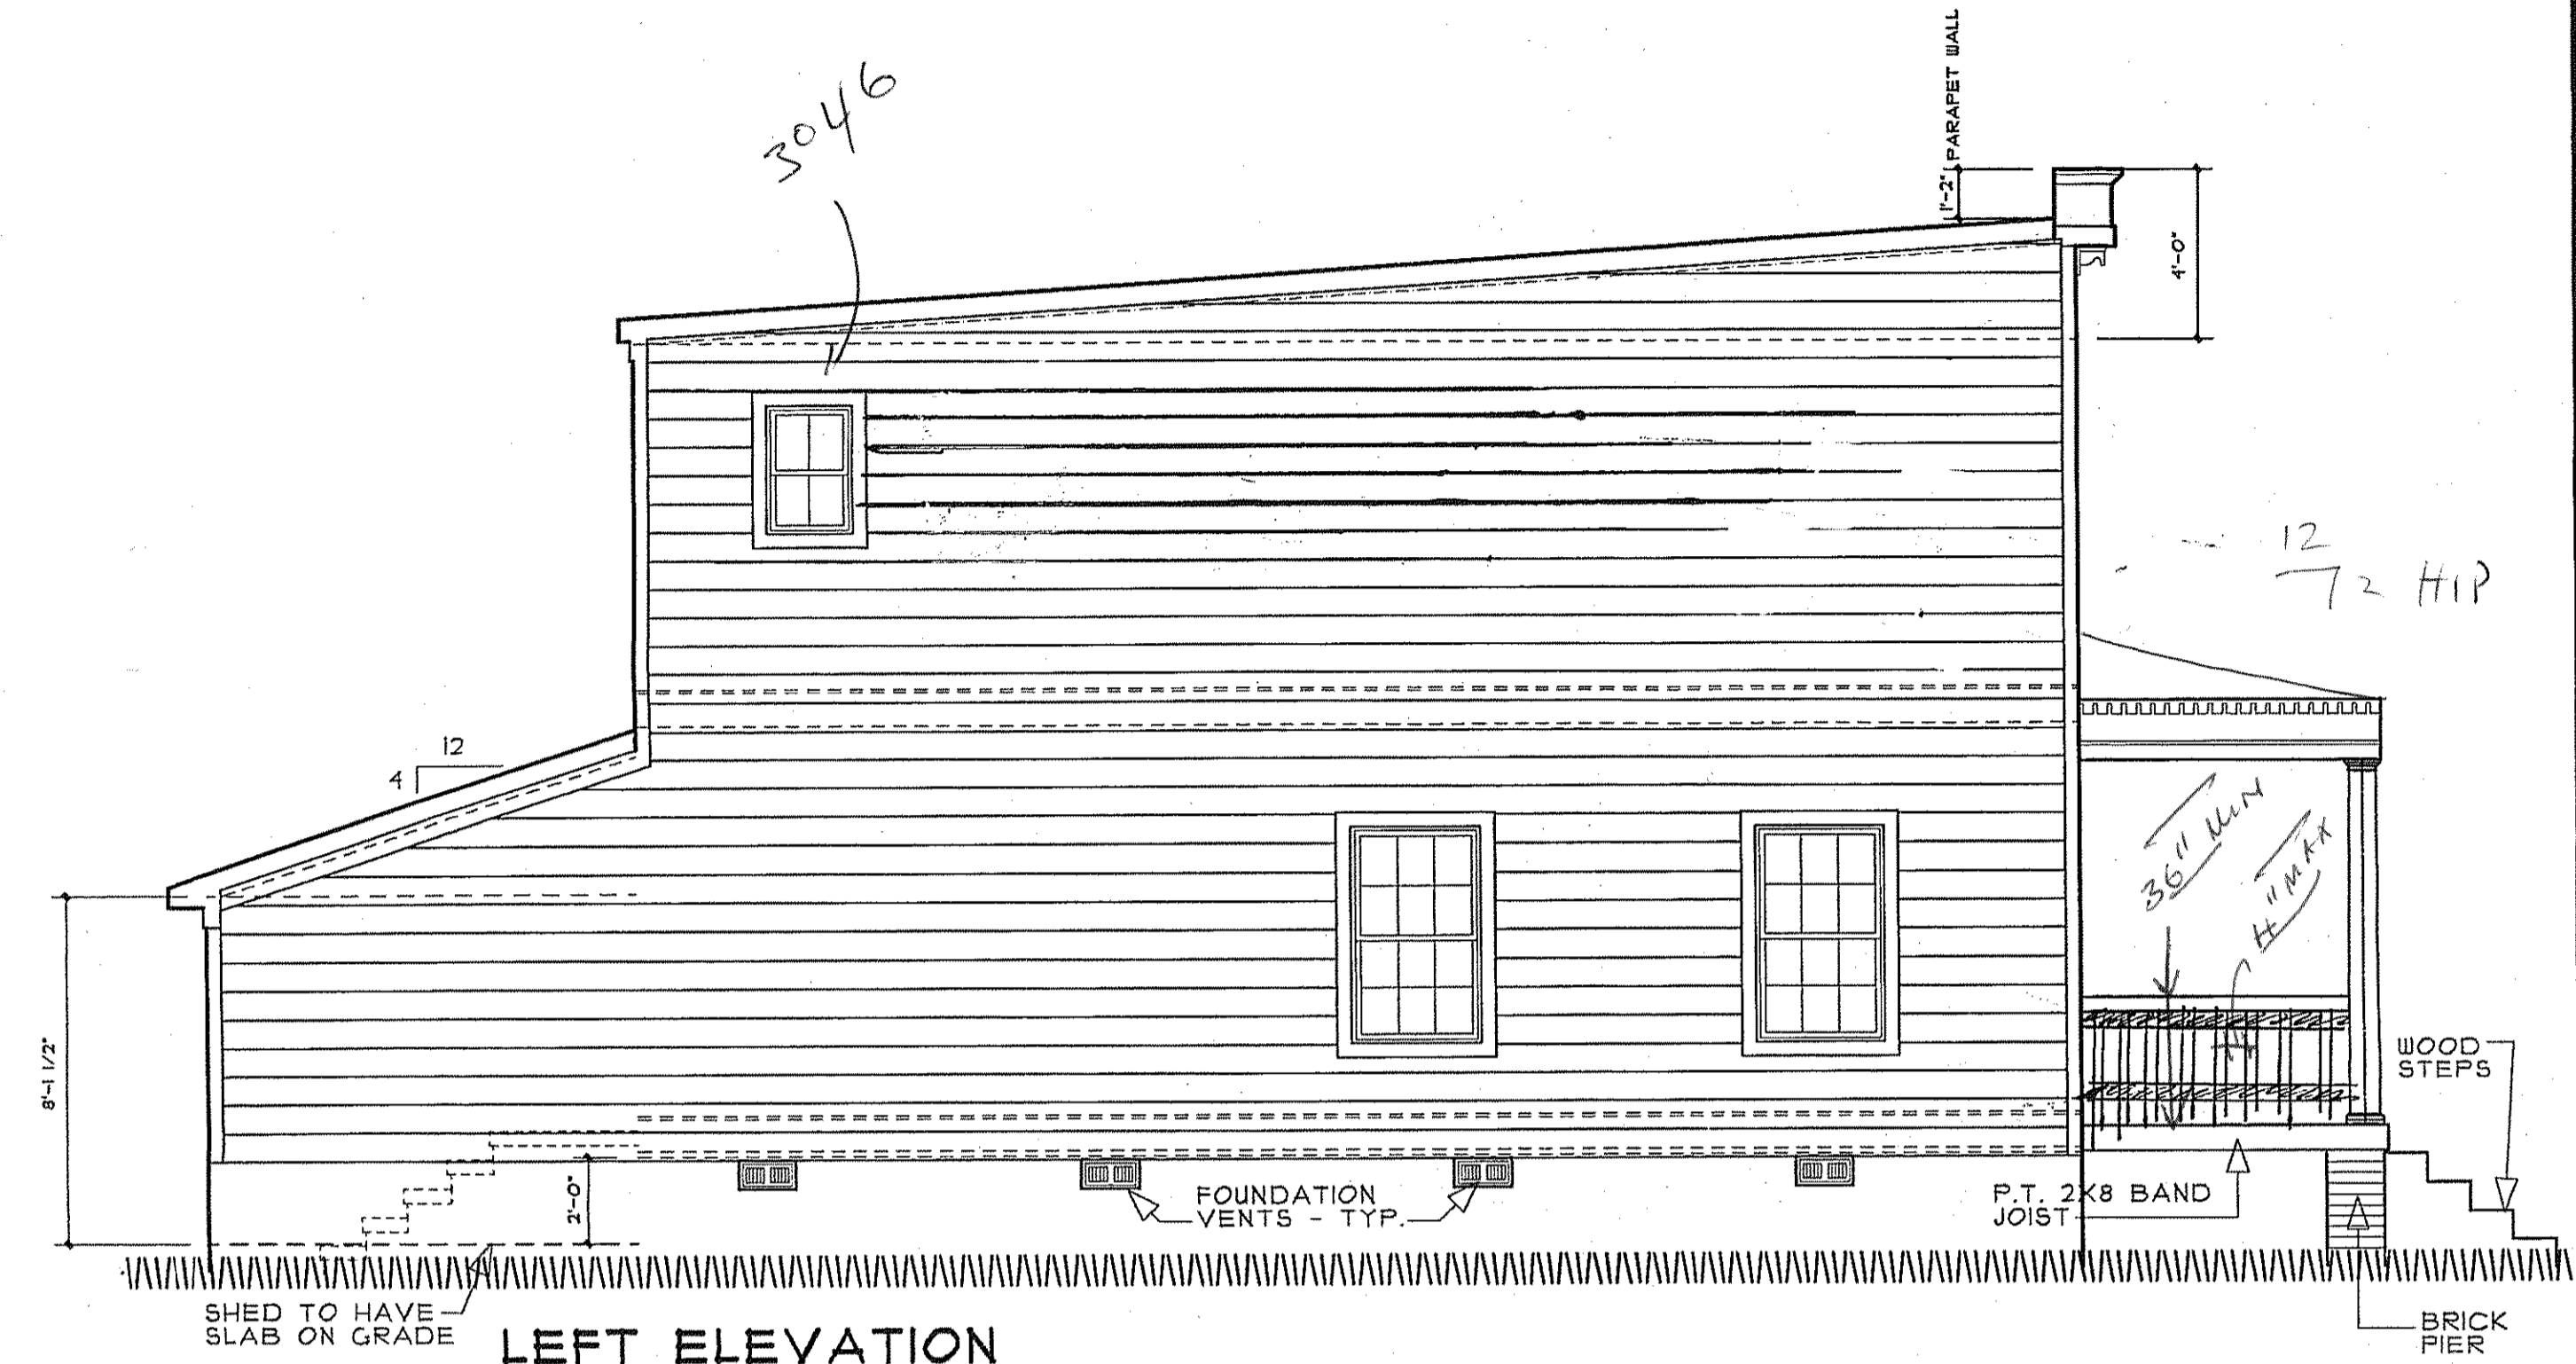 1'-2" PARAPET WALL
3046
4'-0"
12
2 HIP
12
4
36" MIN
4" MAX
8'-1 1/2"
WOOD
STEPS
2'-0"
FOUNDATION
VENTS - TYP.
P.T. 2X8 BAND
JOIST
SHED TO HAVE
SLAB ON GRADE
BRICK
PIER
LEFT ELEVATION